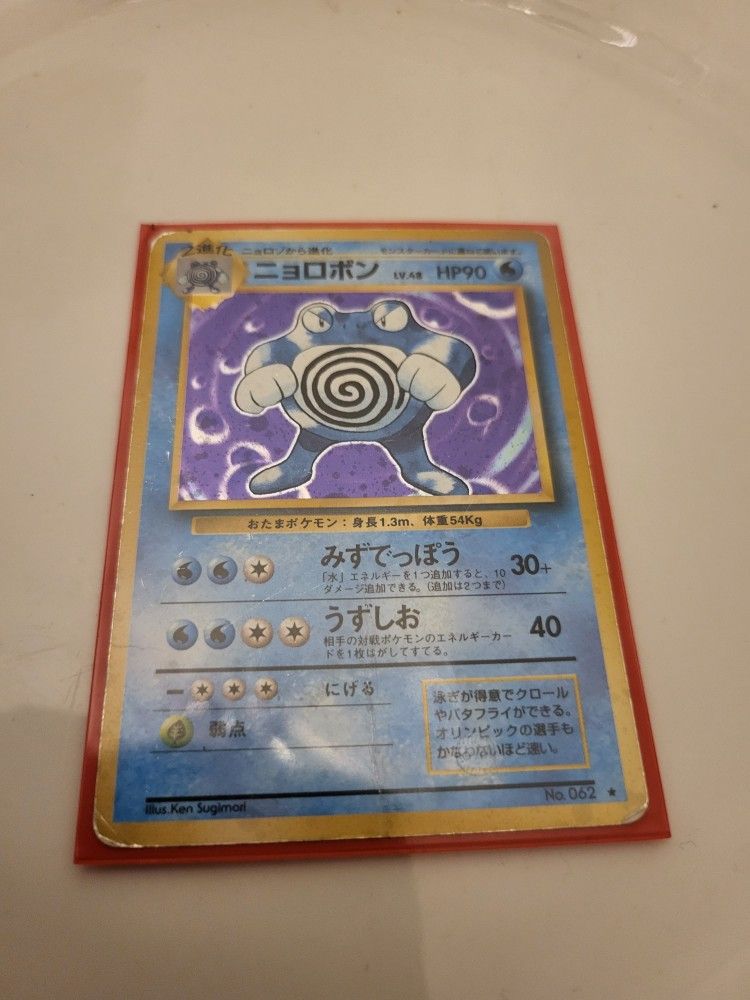 2進化
ニョロゾから進化
モンスターカードに重ねて使います。
ニョロボン LV.48 HP90
おたまポケモン：身長1.3m、体重54Kg
みずでっぽう 30+
「水」エネルギーを1つ追加すると、10
ダメージ追加できる。（追加は2つまで）
うずしお 40
相手の対戦ポケモンのエネルギーカー
ドを1枚はがしてすてる。
にげる
弱点
泳ぎが得意でクロール
やバタフライができる。
オリンピックの選手も
かなわないほど速い。
Illus.Ken Sugimori
No.062 ★